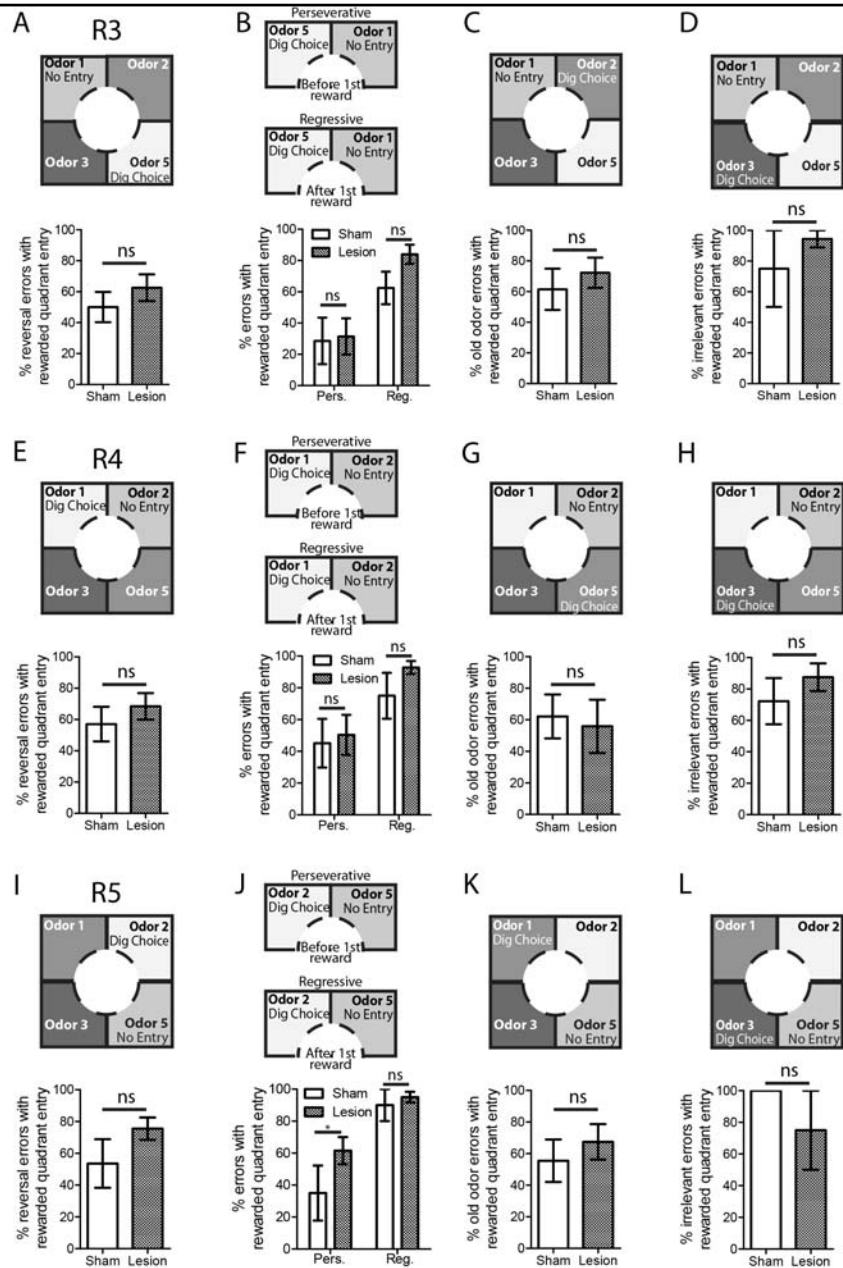 A R3
Odor 1
No Entry
Odor 2
Odor 3
Odor 5
Dig Choice
% reversal errors with
rewarded quadrant entry
100
80
60
40
20
0
ns
Sham Lesion
B
Perseverative
Odor 5
Dig Choice
Odor 1
No Entry
Before 1st
reward
Regressive
Odor 5
Dig Choice
Odor 1
No Entry
After 1st
reward
% errors with
rewarded quadrant entry
100
80
60
40
20
0
Sham
Lesion
ns
ns
Pers. Reg.
C
Odor 1
No Entry
Odor 2
Dig Choice
Odor 3
Odor 5
% old odor errors with
rewarded quadrant entry
100
80
60
40
20
0
ns
Sham Lesion
D
Odor 1
No Entry
Odor 2
Odor 3
Dig Choice
Odor 5
% irrelevant errors with
rewarded quadrant entry
100
80
60
40
20
0
ns
Sham Lesion
E R4
Odor 1
Dig Choice
Odor 2
No Entry
Odor 3
Odor 5
% reversal errors with
rewarded quadrant entry
100
80
60
40
20
0
ns
Sham Lesion
F
Perseverative
Odor 1
Dig Choice
Odor 2
No Entry
Before 1st
reward
Regressive
Odor 1
Dig Choice
Odor 2
No Entry
After 1st
reward
% errors with
rewarded quadrant entry
100
80
60
40
20
0
Sham
Lesion
ns
ns
Pers. Reg.
G
Odor 1
Odor 2
No Entry
Odor 3
Odor 5
Dig Choice
% old odor errors with
rewarded quadrant entry
100
80
60
40
20
0
ns
Sham Lesion
H
Odor 1
Odor 2
No Entry
Odor 3
Dig Choice
Odor 5
% irrelevant errors with
rewarded quadrant entry
100
80
60
40
20
0
ns
Sham Lesion
I R5
Odor 1
Odor 2
Dig Choice
Odor 3
Odor 5
No Entry
% reversal errors with
rewarded quadrant entry
100
80
60
40
20
0
ns
Sham Lesion
J
Perseverative
Odor 2
Dig Choice
Odor 5
No Entry
Before 1st
reward
Regressive
Odor 2
Dig Choice
Odor 5
No Entry
After 1st
reward
% errors with
rewarded quadrant entry
100
80
60
40
20
0
Sham
Lesion
*
ns
Pers. Reg.
K
Odor 1
Dig Choice
Odor 2
Odor 3
Odor 5
No Entry
% old odor errors with
rewarded quadrant entry
100
80
60
40
20
0
ns
Sham Lesion
L
Odor 1
Odor 2
Odor 3
Dig Choice
Odor 5
No Entry
% irrelevant errors with
rewarded quadrant entry
100
80
60
40
20
0
ns
Sham Lesion